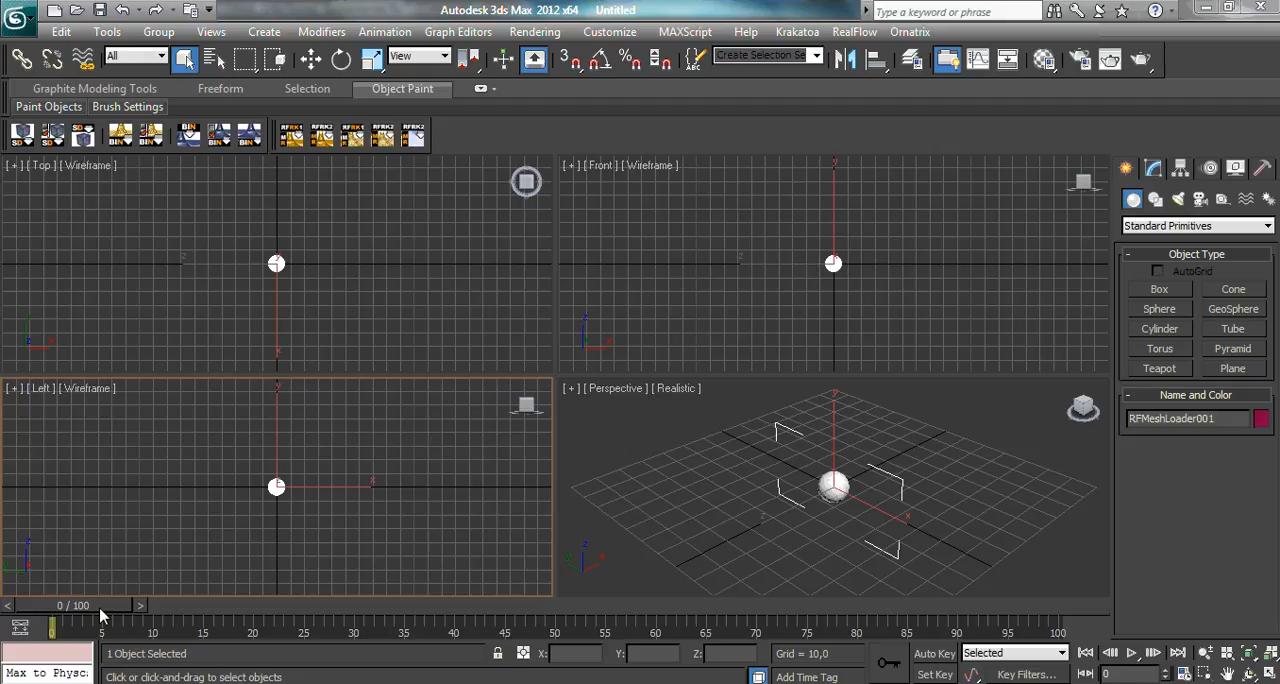 Autodesk 3ds Max 2012 x64 Untitled
Type a keyword or phrase
Edit Tools Group Views Create Modifiers Animation Graph Editors Rendering Customize MAXScript Help Krakatoa RealFlow Ornatrix
All View Create Selection Se
Graphite Modeling Tools Freeform Selection Object Paint
Paint Objects Brush Settings
[ + ] [ Top ] [ Wireframe ] [ + ] [ Front ] [ Wireframe ]
Standard Primitives
Object Type
AutoGrid
Box Cone
Sphere GeoSphere
Cylinder Tube
Torus Pyramid
Teapot Plane
[ + ] [ Left ] [ Wireframe ] [ + ] [ Perspective ] [ Realistic ]
Name and Color
RFMeshLoader001
< 0 / 100 >
0 5 10 15 20 25 30 35 40 45 50 55 60 65 70 75 80 85 90 95 100
1 Object Selected X: Y: Z: Grid = 10,0 Auto Key Selected
Max to Physc: Click or click-and-drag to select objects Add Time Tag Set Key Key Filters... 0